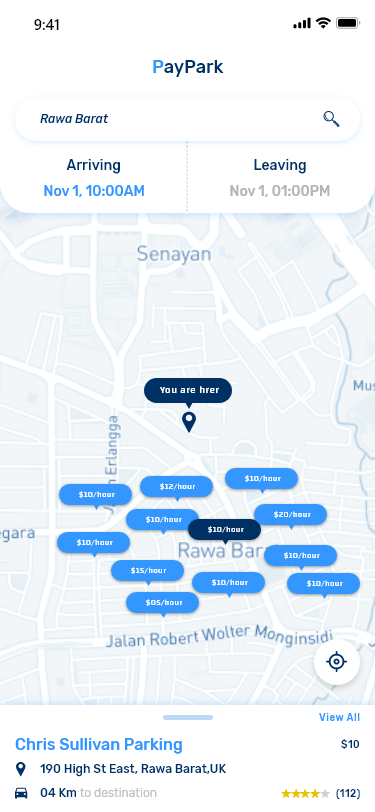 9:41
PayPark
Rawa Barat
Arriving
Leaving
Nov 1, 10:00AM
Nov 1, 01:00PM
Senayan
You are hrer
Erlangga
$10/hour
$12/hour
$10/hour
$10/hour
$20/hour
$10/hour
$10/hour
egara
Rawa Bar
$10/hour
$15/hour
$10/hour
$10/hour
$05/hour
Jalan Robert Wolter Monginsidi
Mus
View All
Chris Sullivan Parking
$10
190 High St East, Rawa Barat,UK
04 Km to destination
(112)